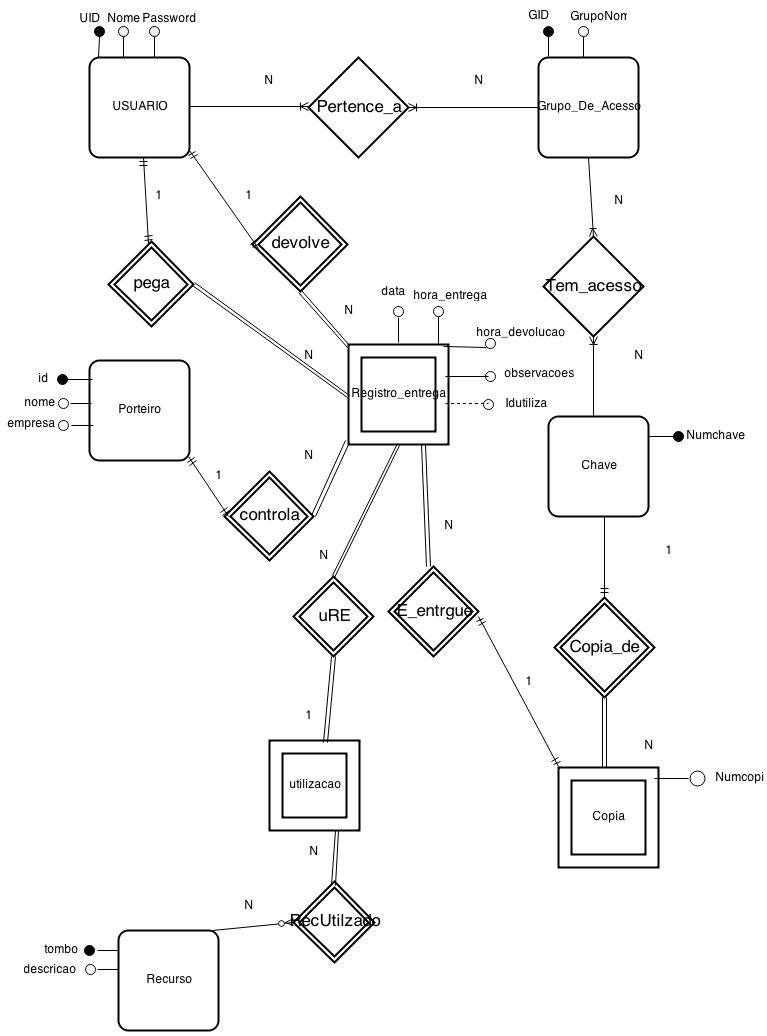 UID Nome Password
GID GrupoNom
USUARIO
N
Pertence_a
N
Grupo_De_Acesso
1
1
N
devolve
pega
Tem_acesso
data
hora_entrega
N
hora_devolucao
N
N
id
nome
empresa
Porteiro
Registro_entrega
observacoes
Idutiliza
Chave
Numchave
N
1
controla
N
N
1
uRE
E_entrgue
Copia_de
1
1
N
utilizacao
Copia
Numcopi
N
N
RecUtilzado
tombo
descricao
Recurso